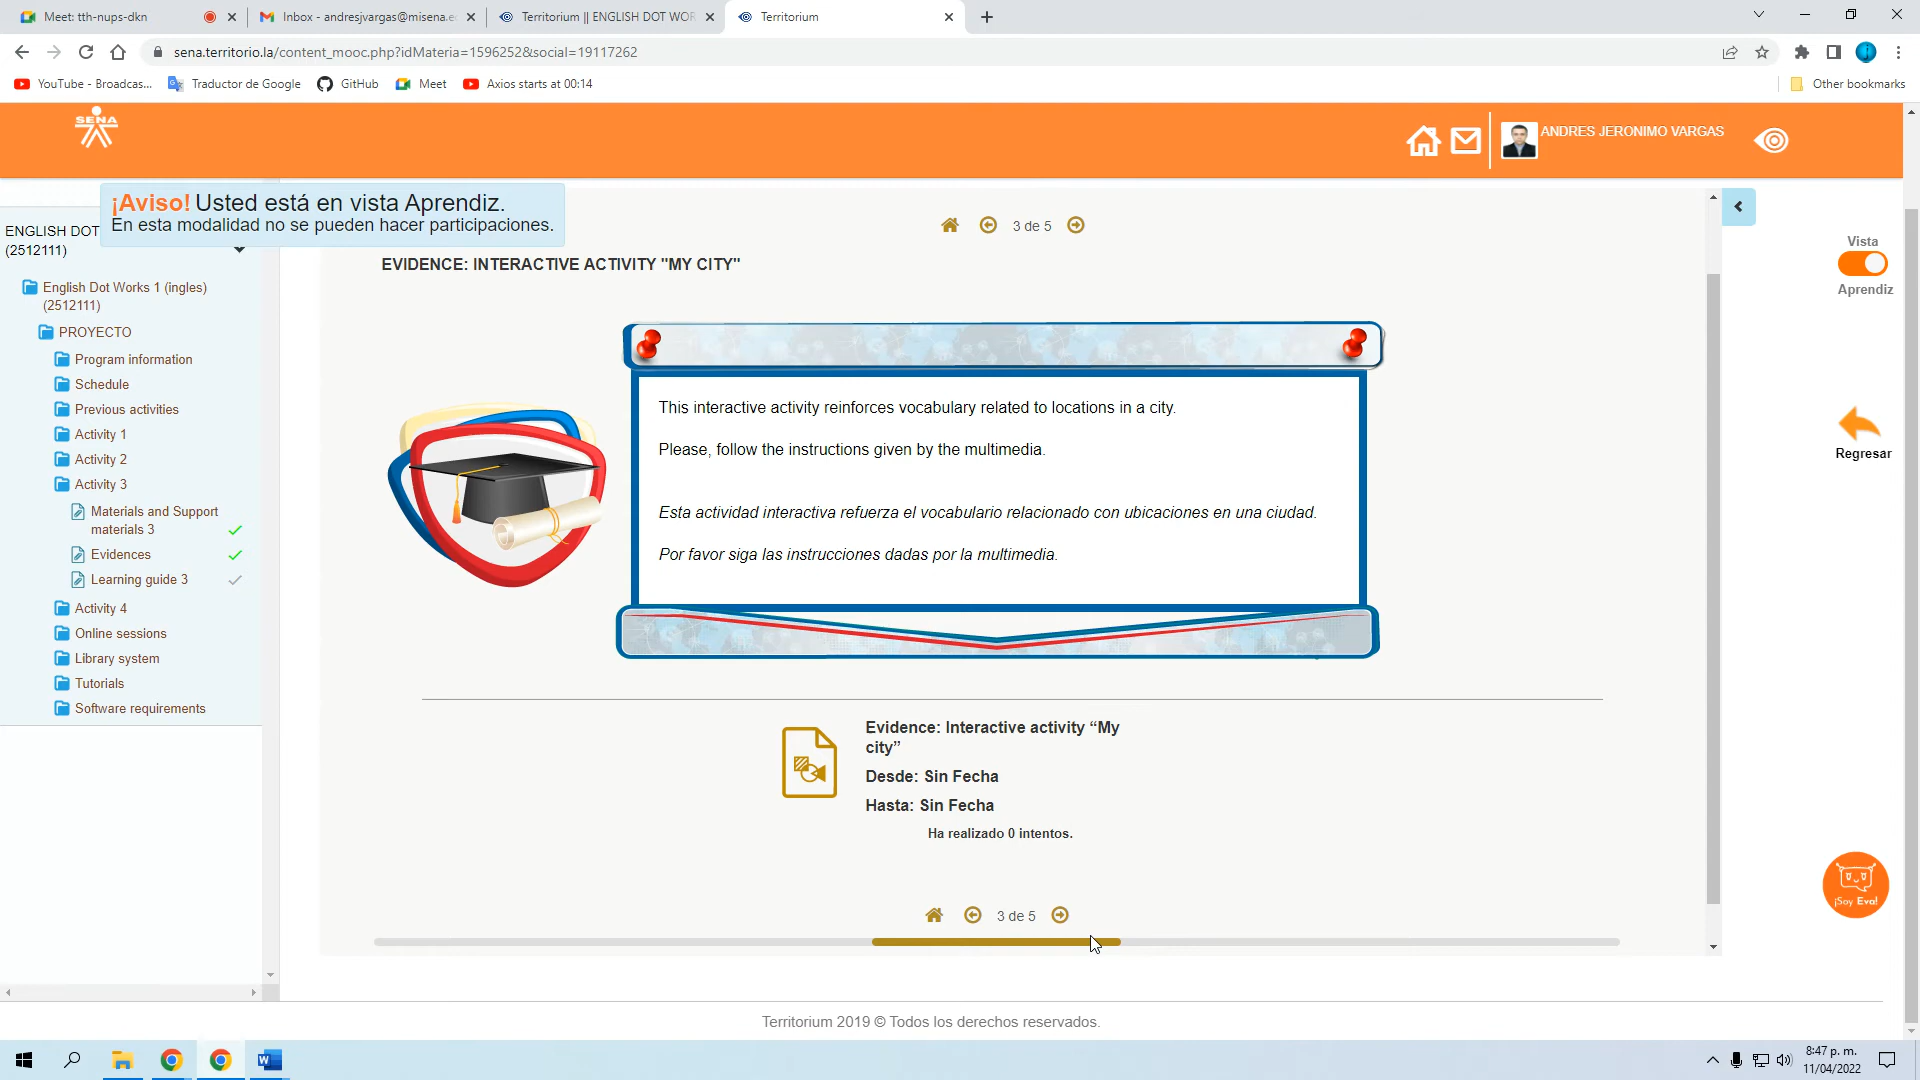 Meet: tth-nups-dkn
Inbox - andresjvargas@misena.ed
Territorium || ENGLISH DOT WOR
Territorium
sena.territorio.la/content_mooc.php?idMateria=1596252&social=19117262
YouTube - Broadcas...
Traductor de Google
GitHub
Meet
Axios starts at 00:14
Other bookmarks
SENA
ANDRES JERONIMO VARGAS
¡Aviso! Usted está en vista Aprendiz.
En esta modalidad no se pueden hacer participaciones.
ENGLISH DOT
(2512111)
English Dot Works 1 (ingles)
(2512111)
PROYECTO
Program information
Schedule
Previous activities
Activity 1
Activity 2
Activity 3
Materials and Support
materials 3
Evidences
Learning guide 3
Activity 4
Online sessions
Library system
Tutorials
Software requirements
3 de 5
EVIDENCE: INTERACTIVE ACTIVITY "MY CITY"
This interactive activity reinforces vocabulary related to locations in a city.
Please, follow the instructions given by the multimedia.
Esta actividad interactiva refuerza el vocabulario relacionado con ubicaciones en una ciudad.
Por favor siga las instrucciones dadas por la multimedia.
Evidence: Interactive activity “My
city”
Desde: Sin Fecha
Hasta: Sin Fecha
Ha realizado 0 intentos.
3 de 5
Vista
Aprendiz
Regresar
¡Soy Eva!
Territorium 2019 © Todos los derechos reservados.
8:47 p. m.
11/04/2022